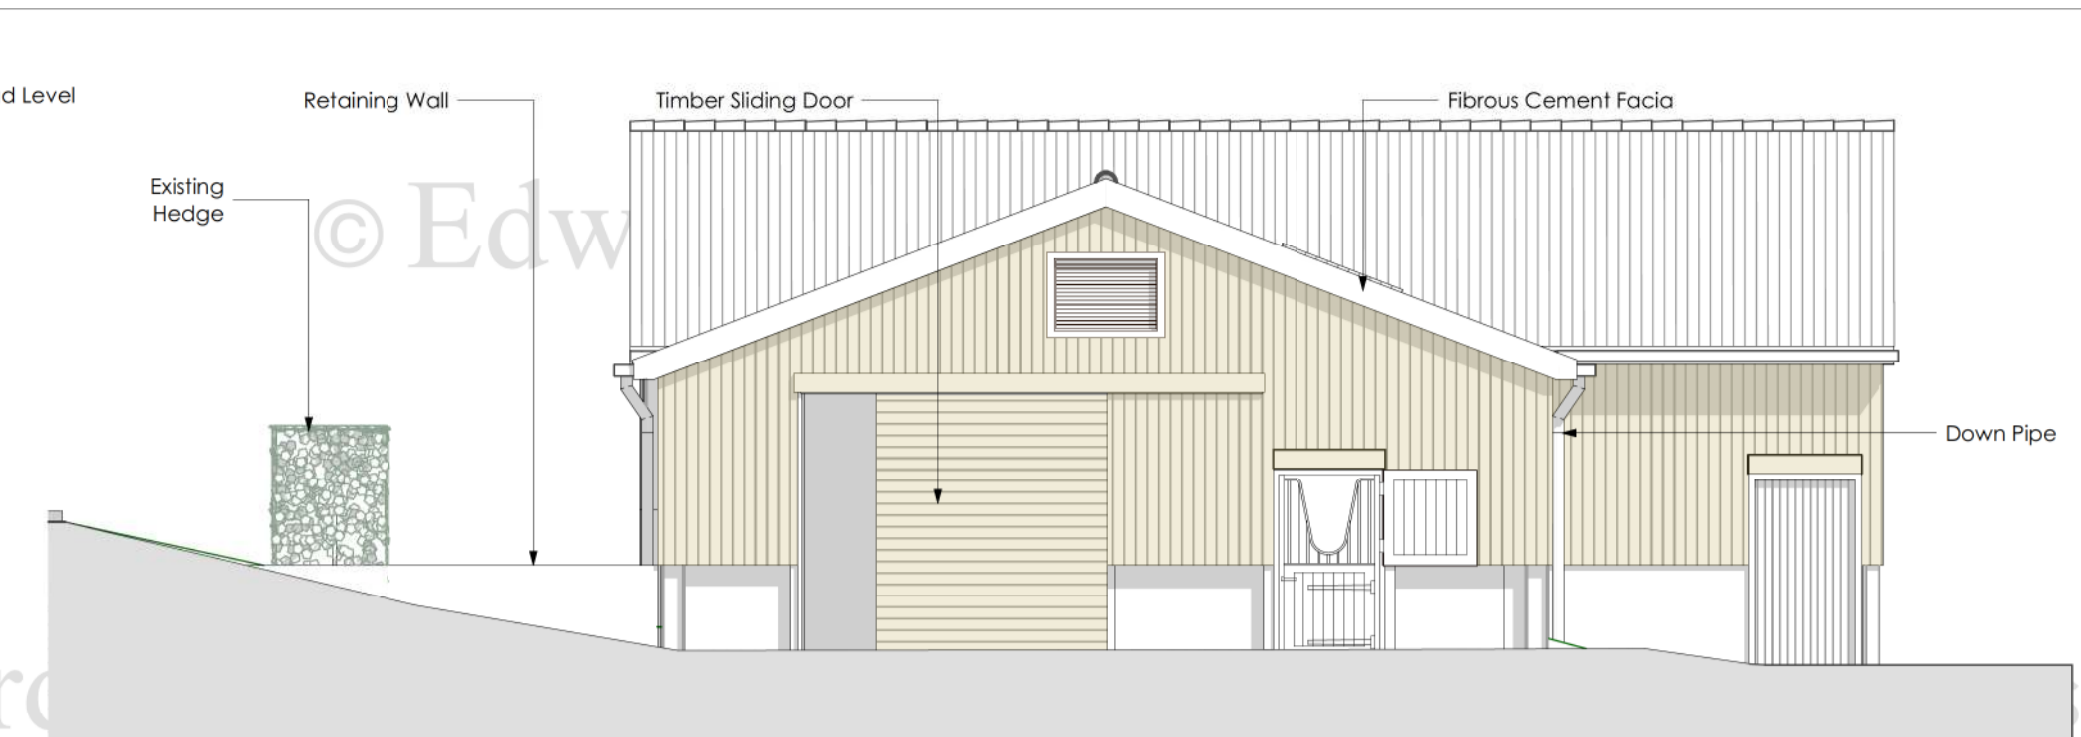 d Level
Retaining Wall
Timber Sliding Door
Fibrous Cement Facia
Existing
Hedge
© Edw
Down Pipe